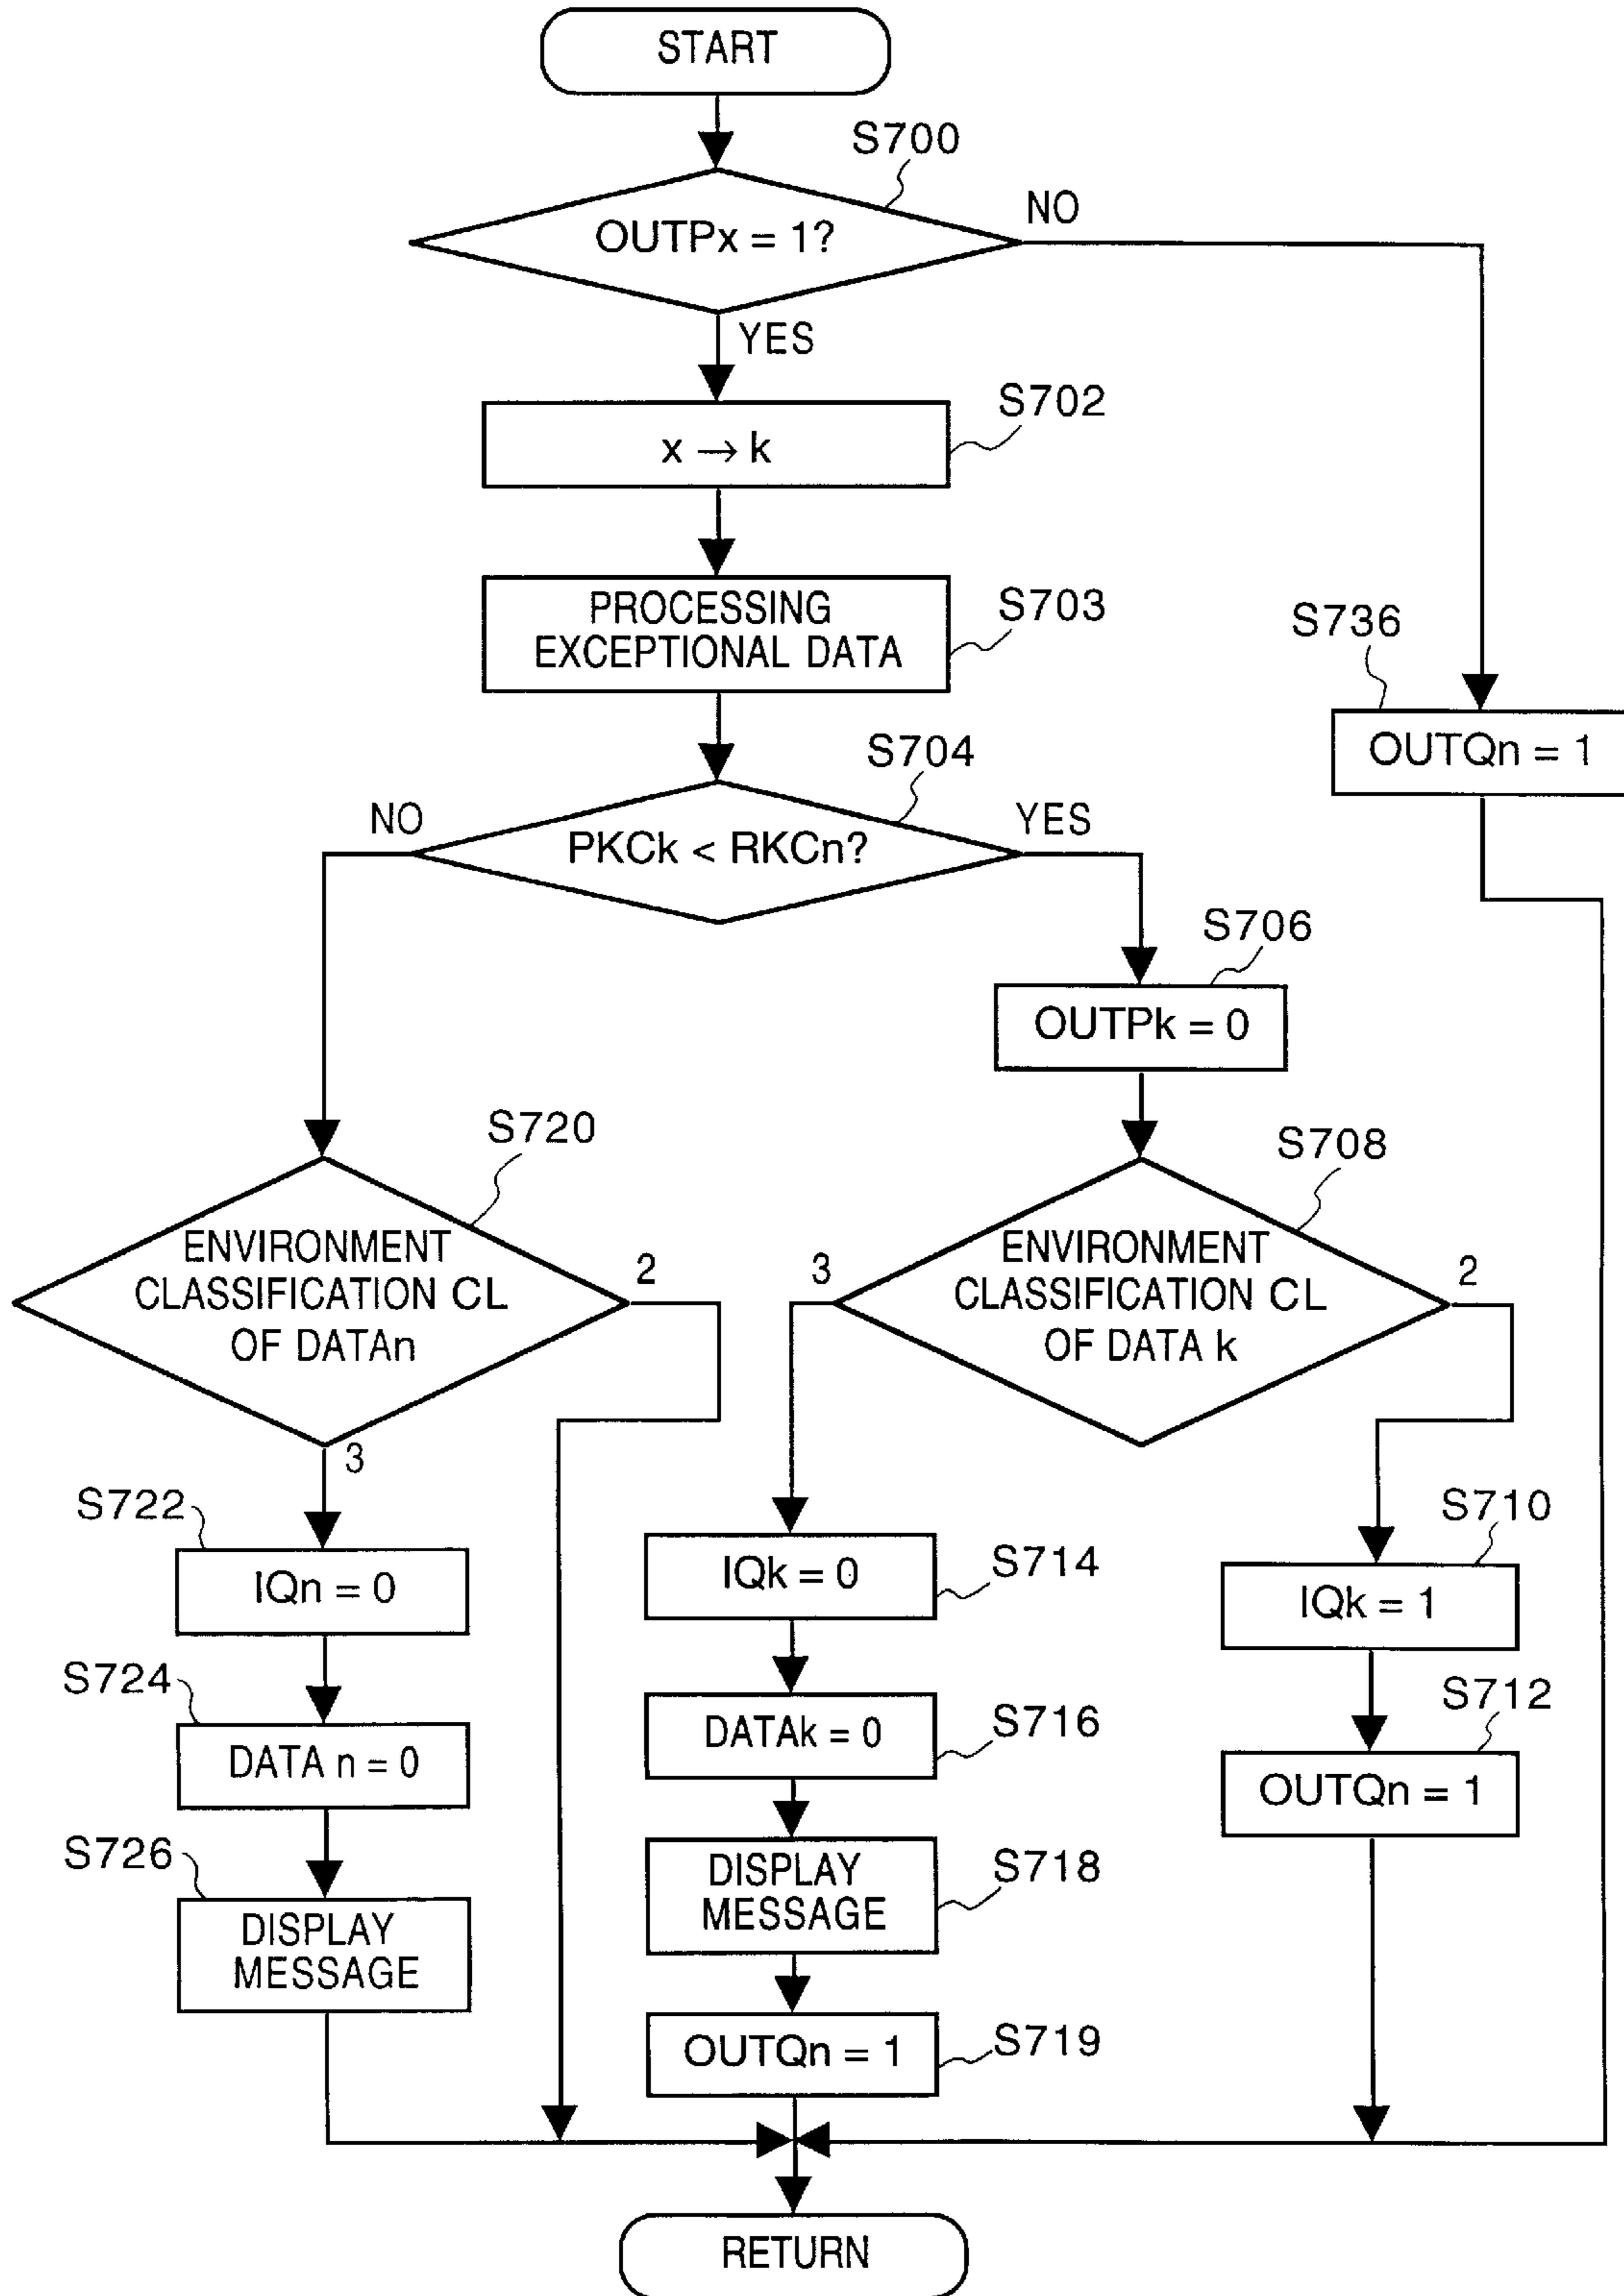 START
S700
OUTPx = 1?
NO
YES
S702
x → k
S703
PROCESSING
EXCEPTIONAL DATA
S736
OUTQn = 1
S704
NO
YES
PKCk < RKCn?
S706
OUTPk = 0
S720
S708
ENVIRONMENT
CLASSIFICATION CL
OF DATAn
2
3
ENVIRONMENT
CLASSIFICATION CL
OF DATA k
2
3
S722
IQn = 0
IQk = 0
S714
S710
IQk = 1
S724
DATA n = 0
DATAk = 0
S716
S712
OUTQn = 1
S726
DISPLAY
MESSAGE
DISPLAY
MESSAGE
S718
OUTQn = 1
S719
RETURN